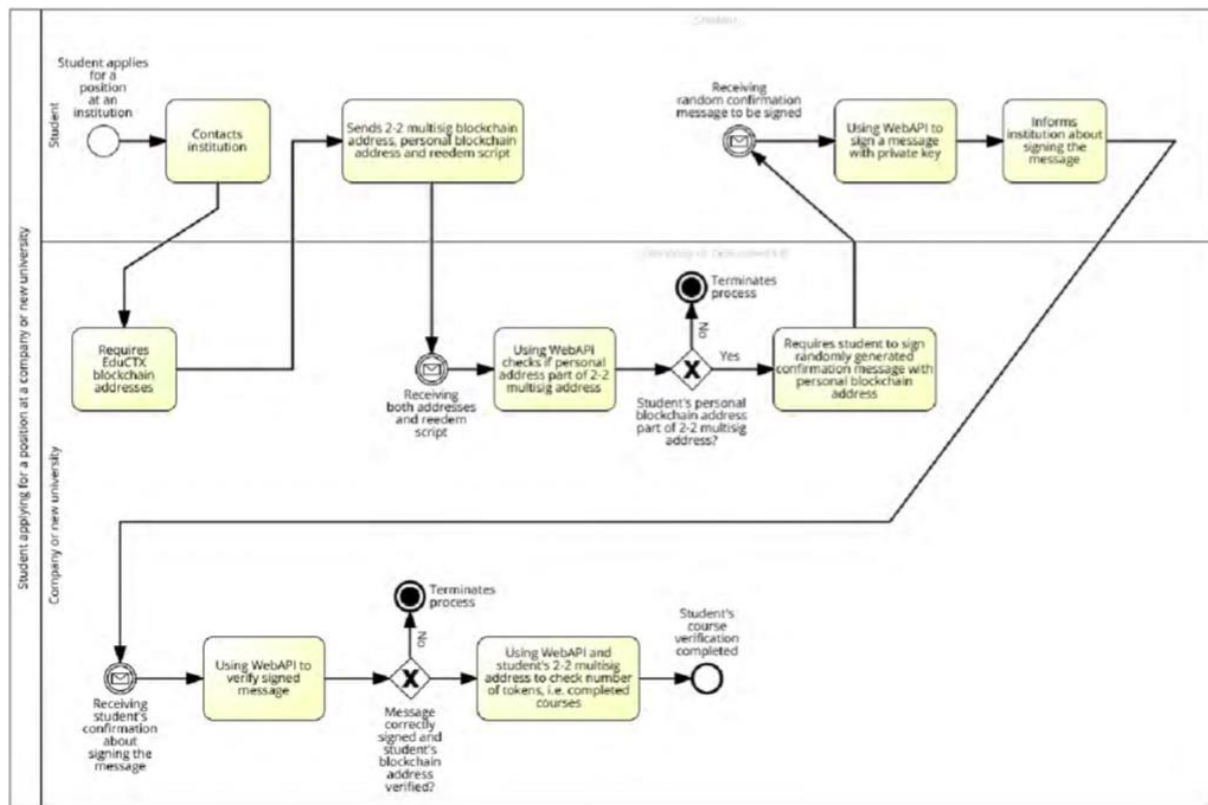 Student applying for a position at a company or new university
Student
Student applies
for a
position
at an
institution
Contacts
institution
Sends 2-2 multisig blockchain
address, personal blockchain
address and reedem script
Receiving
random confirmation
message to be signed
Using WebAPI to
sign a message
with private key
Informs
institution about
signing the
message
Company or new university
Requires
EduCTX
blockchain
addresses
Receiving
both addresses
and reedem
script
Using WebAPI
checks if personal
address part of 2-2
multisig address
Terminates
process
No
Yes
Student's personal
blockchain address
part of 2-2 multisig
address?
Requires student to sign
randomly generated
confirmation message with
personal blockchain
address
Receiving
student's
confirmation
about
signing the
message
Using WebAPI to
verify signed
message
Terminates
process
No
Message
correctly
signed and
student's
blockchain
address
verified?
Using WebAPI and
student's 2-2 multisig
address to check number
of tokens, i.e. completed
courses
Student's
course
verification
completed